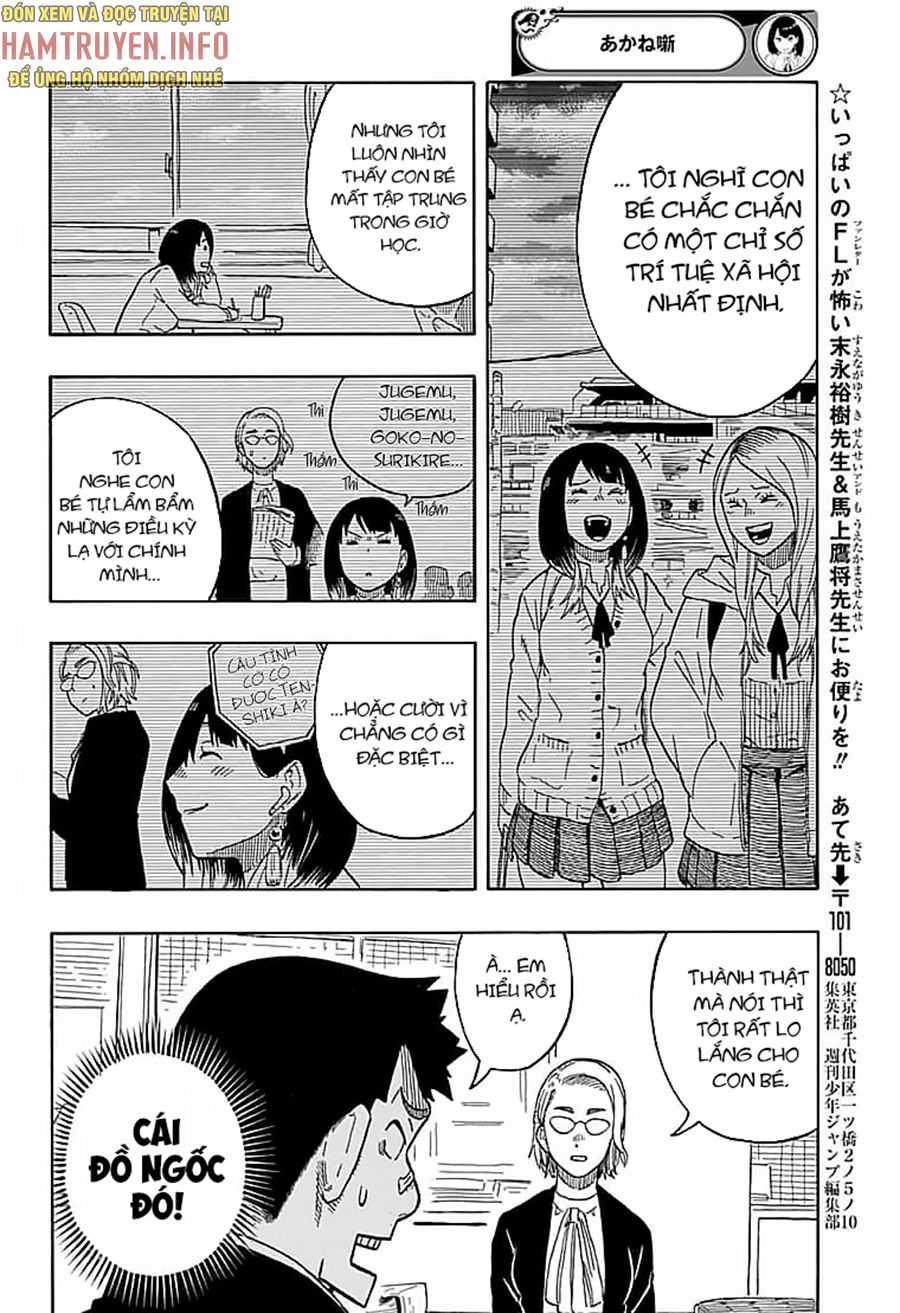 ĐÓN XEM VÀ ĐỌC TRUYỆN TẠI
HAMTRUYEN.INFO
ĐỂ ỦNG HỘ NHÓM DỊCH NHÉ
あかね噺
... TÔI NGHĨ CON
BÉ CHẮC CHẮN
CÓ MỘT CHỈ SỐ
TRÍ TUỆ XÃ HỘI
NHẤT ĐỊNH.
NHƯNG TÔI
LUÔN NHÌN
THẤY CON BÉ
MẤT TẬP TRUNG
TRONG GIỜ
HỌC.
JUGEMU,
JUGEMU,
GOKO-NO-
SURIKIRE...
THÌ
THẦM
THÌ
THẦM
TÔI
NGHE CON
BÉ TỰ LẨM BẨM
NHỮNG ĐIỀU KỲ
LẠ VỚI CHÍNH
MÌNH...
CẬU TÍNH
CƠ CÓ
ĐƯỢC TEN-
SHIKI À?
...HOẶC CƯỜI VÌ
CHẲNG CÓ GÌ
ĐẶC BIỆT...
THÀNH THẬT
MÀ NÓI THÌ
TÔI RẤT LO
LẮNG CHO
CON BÉ.
À... EM
HIỂU RỒI
Ạ.
CÁI
ĐỒ NGỐC
ĐÓ!
☆いっぱいのFLが怖い末永裕樹先生&馬上鷹将先生にお便りを!! あて先➡〒101―8050
ファンレター こわ すえながゆうき せんせい アンド もうえたかまさせんせい たよ さき
東京都千代田区一ツ橋2ノ5ノ10
集英社 週刊少年ジャンプ編集部